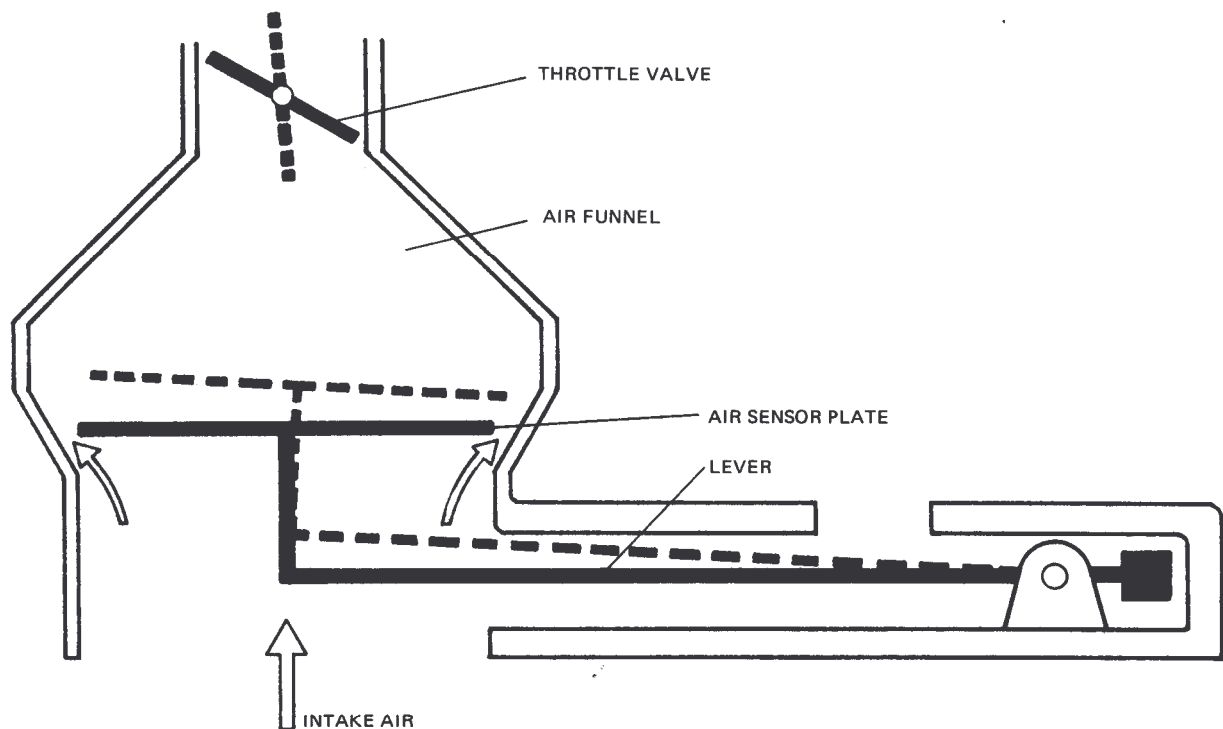 THROTTLE VALVE
AIR FUNNEL
AIR SENSOR PLATE
LEVER
INTAKE AIR